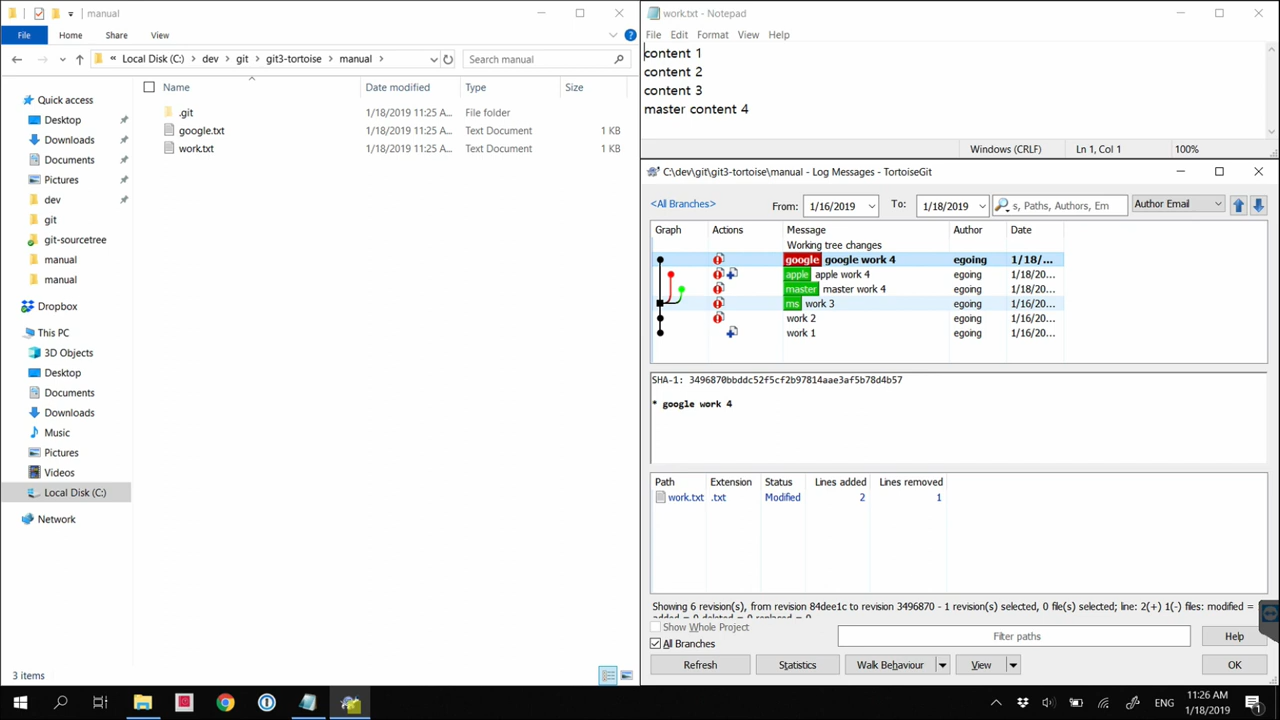 manual
File
Home
Share
View
Local Disk (C:)
dev
git
git3-tortoise
manual
Search manual
Name
Date modified
Type
Size
.git
1/18/2019 11:25 A...
File folder
google.txt
1/18/2019 11:25 A...
Text Document
1 KB
work.txt
1/18/2019 11:25 A...
Text Document
1 KB
Quick access
Desktop
Downloads
Documents
Pictures
dev
git
git-sourcetree
manual
manual
Dropbox
This PC
3D Objects
Desktop
Documents
Downloads
Music
Pictures
Videos
Local Disk (C:)
Network
3 items
work.txt - Notepad
File
Edit
Format
View
Help
content 1
content 2
content 3
master content 4
Windows (CRLF)
Ln 1, Col 1
100%
C:\dev\git\git3-tortoise\manual - Log Messages - TortoiseGit
<All Branches>
From:
1/16/2019
To:
1/18/2019
s, Paths, Authors, Em
Author Email
Graph
Actions
Message
Author
Date
Working tree changes
google google work 4
egoing
1/18/...
apple apple work 4
egoing
1/18/20...
master master work 4
egoing
1/18/20...
ms work 3
egoing
1/16/20...
work 2
egoing
1/16/20...
work 1
egoing
1/16/20...
SHA-1: 3496870bbddc52f5cf2b97814aae3af5b78d4b57
* google work 4
Path
Extension
Status
Lines added
Lines removed
work.txt
.txt
Modified
2
1
Showing 6 revision(s), from revision 84dee1c to revision 3496870 - 1 revision(s) selected, 0 file(s) selected; line: 2(+) 1(-) files: modified =
Show Whole Project
All Branches
Filter paths
Help
Refresh
Statistics
Walk Behaviour
View
OK
ENG
11:26 AM
1/18/2019
1